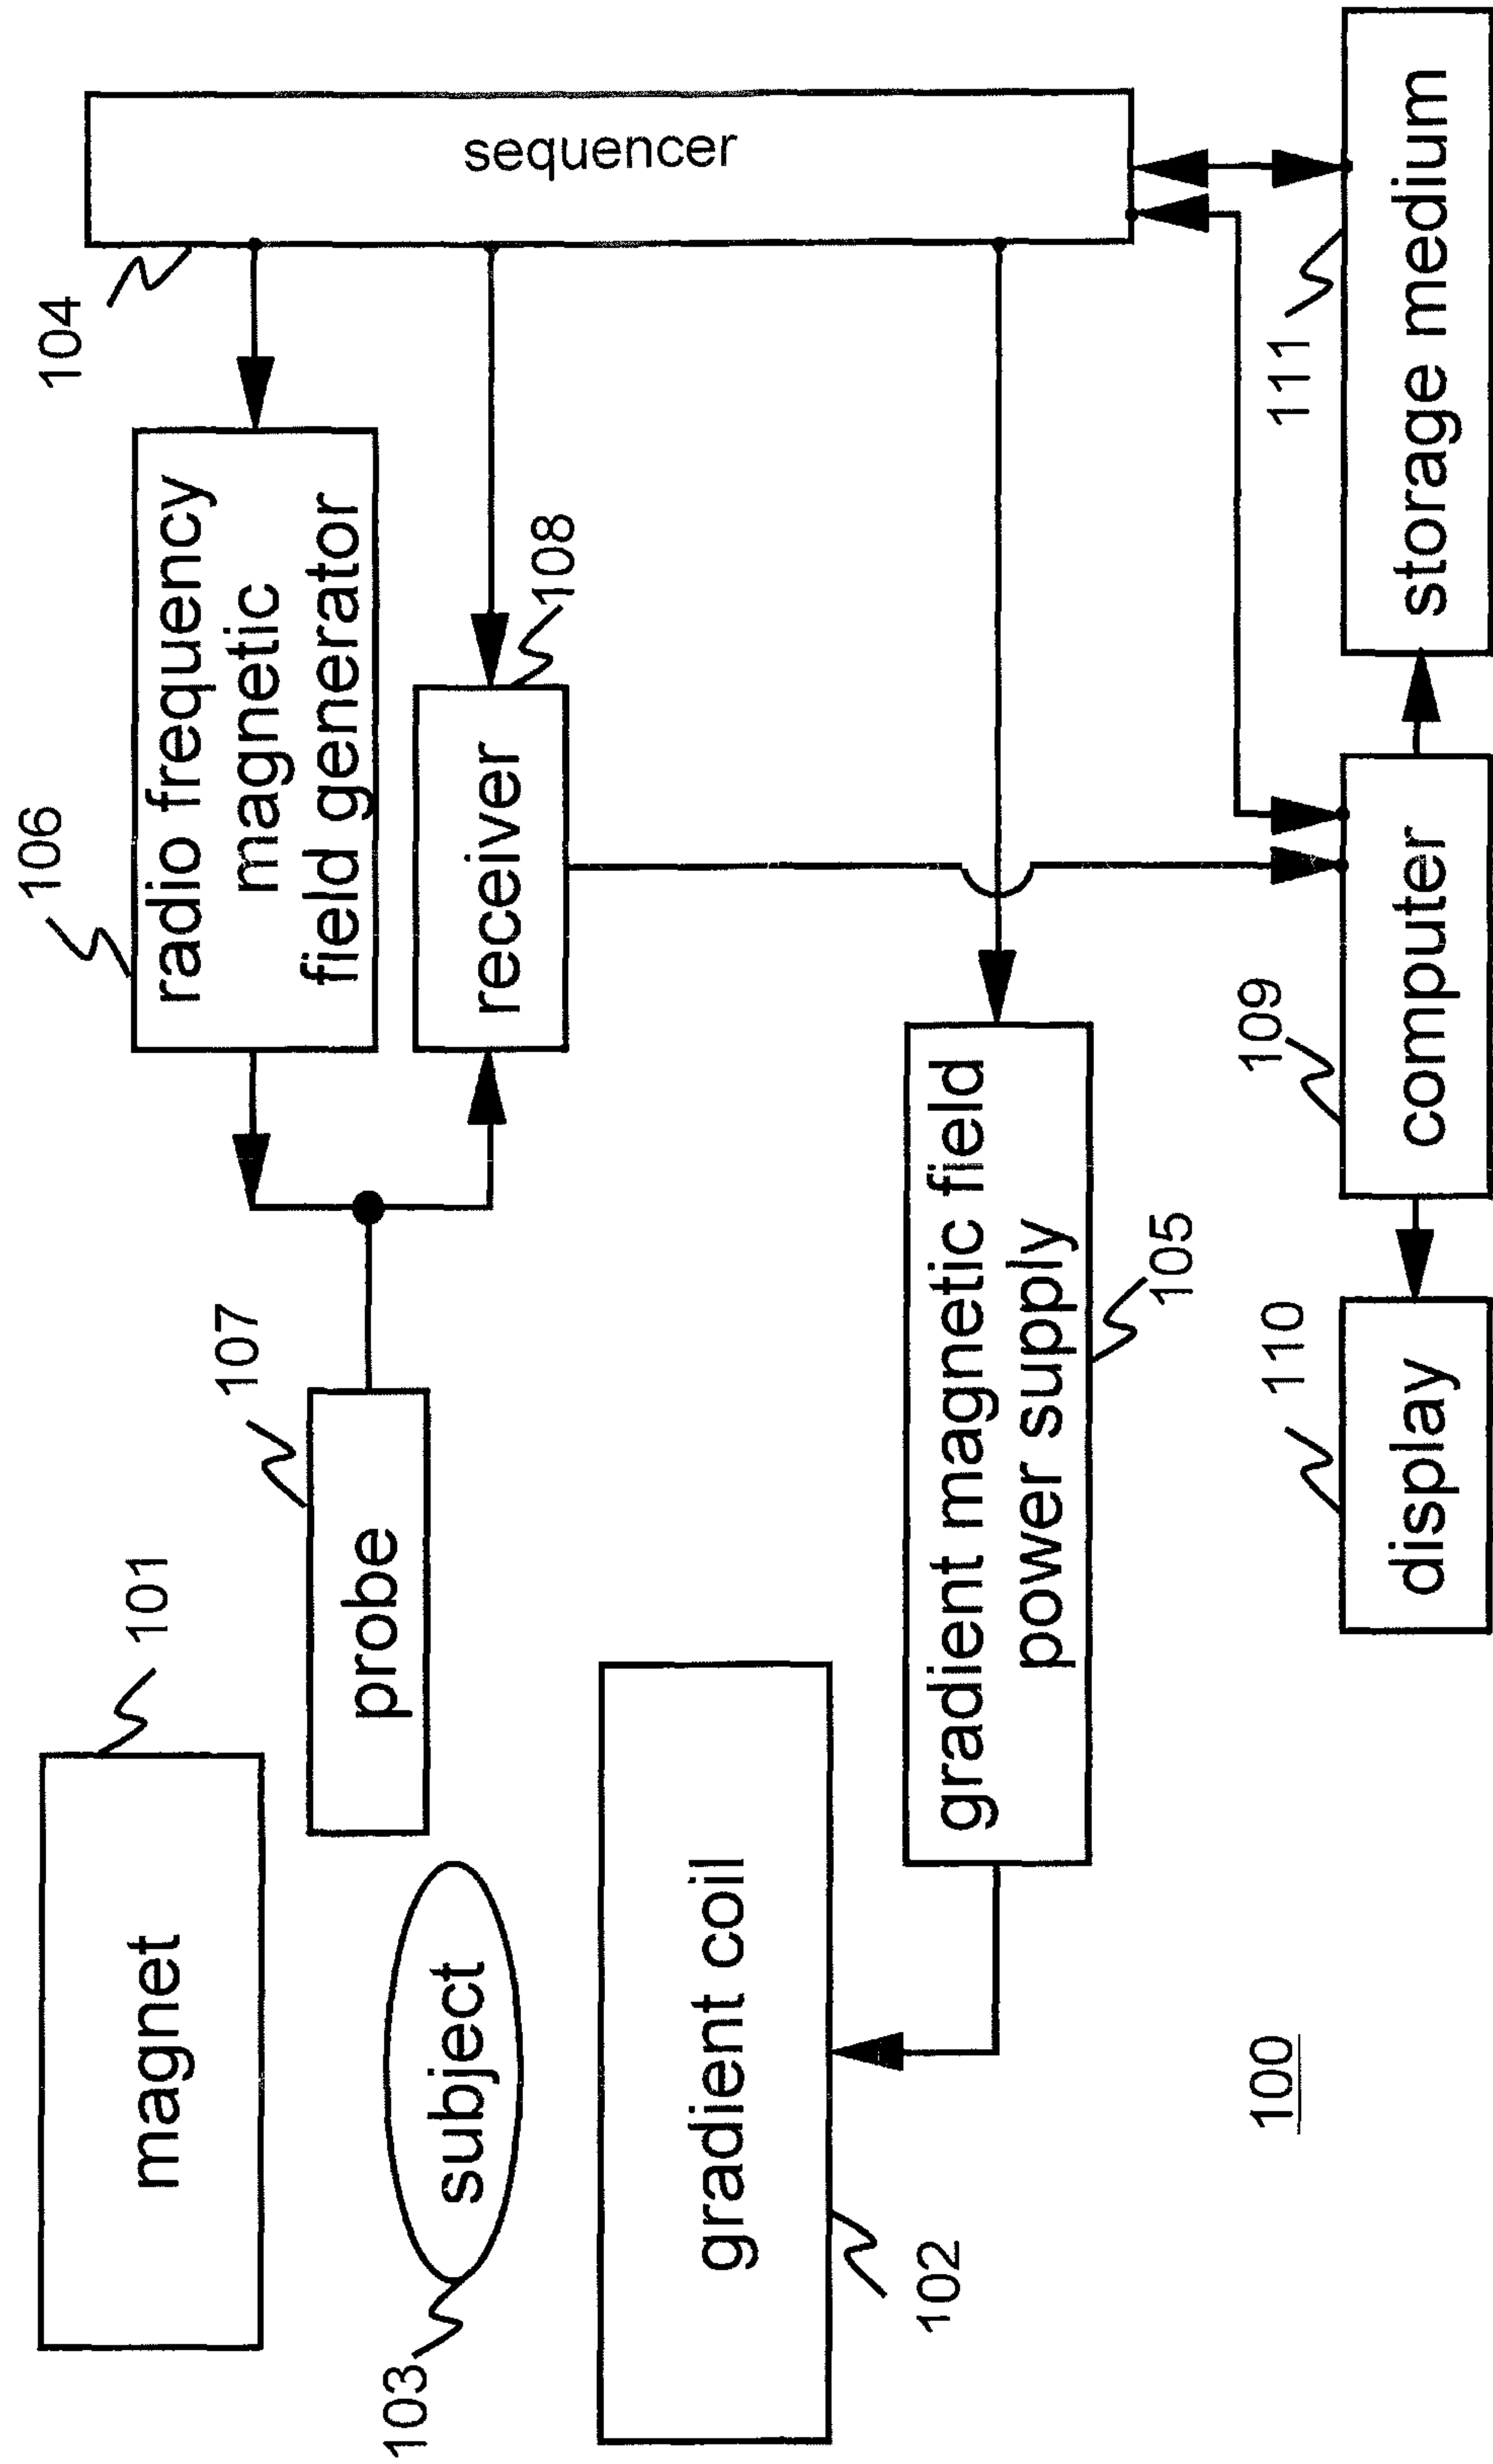 101
magnet
107
probe
106
radio frequency
magnetic
field generator
104
sequencer
103
subject
108
receiver
102
gradient coil
gradient magnetic field
power supply
105
100
110
display
109
computer
111
storage medium